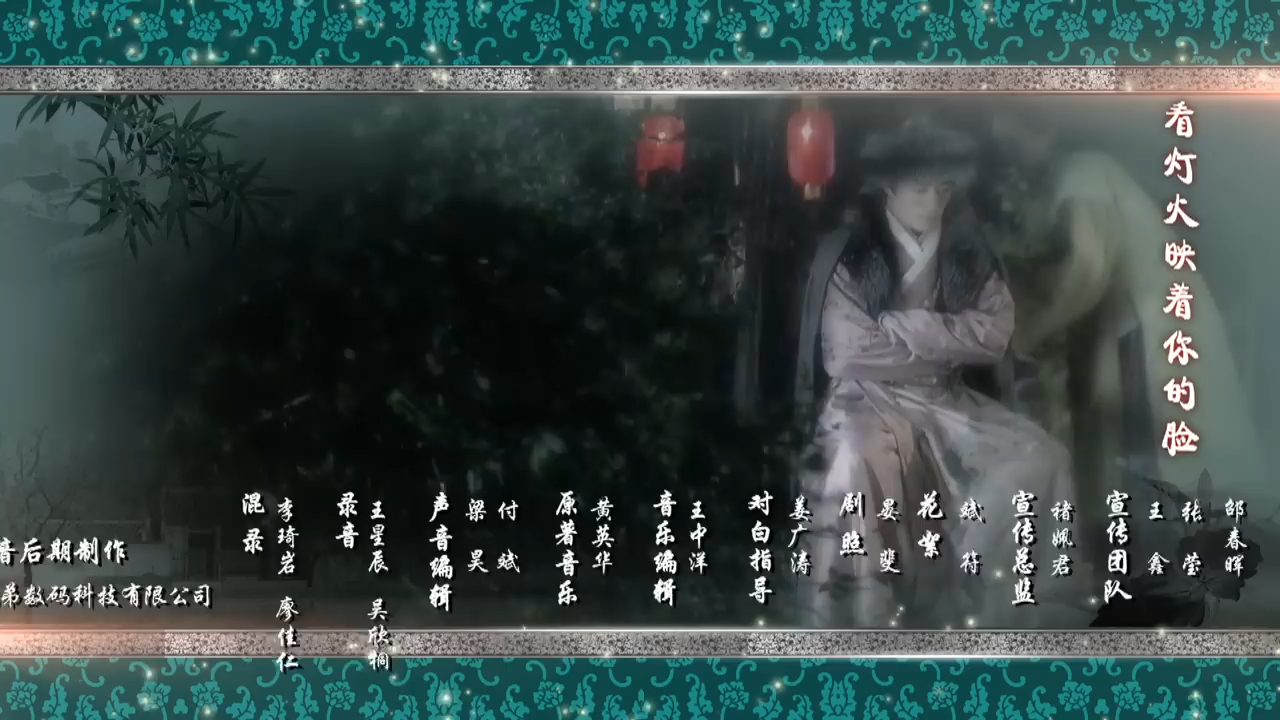 看灯火映着你的脸
音后期制作
弟数码科技有限公司
混录
李琦岩 廖佳仁
录音
王星辰 吴欣桐
声音编辑
梁昊
付斌
原著音乐
黄英华
音乐编辑
王中洋
对白指导
姜广涛
剧照
晏斐
花絮
斌符
宣传总监
褚姵君
宣传团队
王鑫
张莹
邹春晖